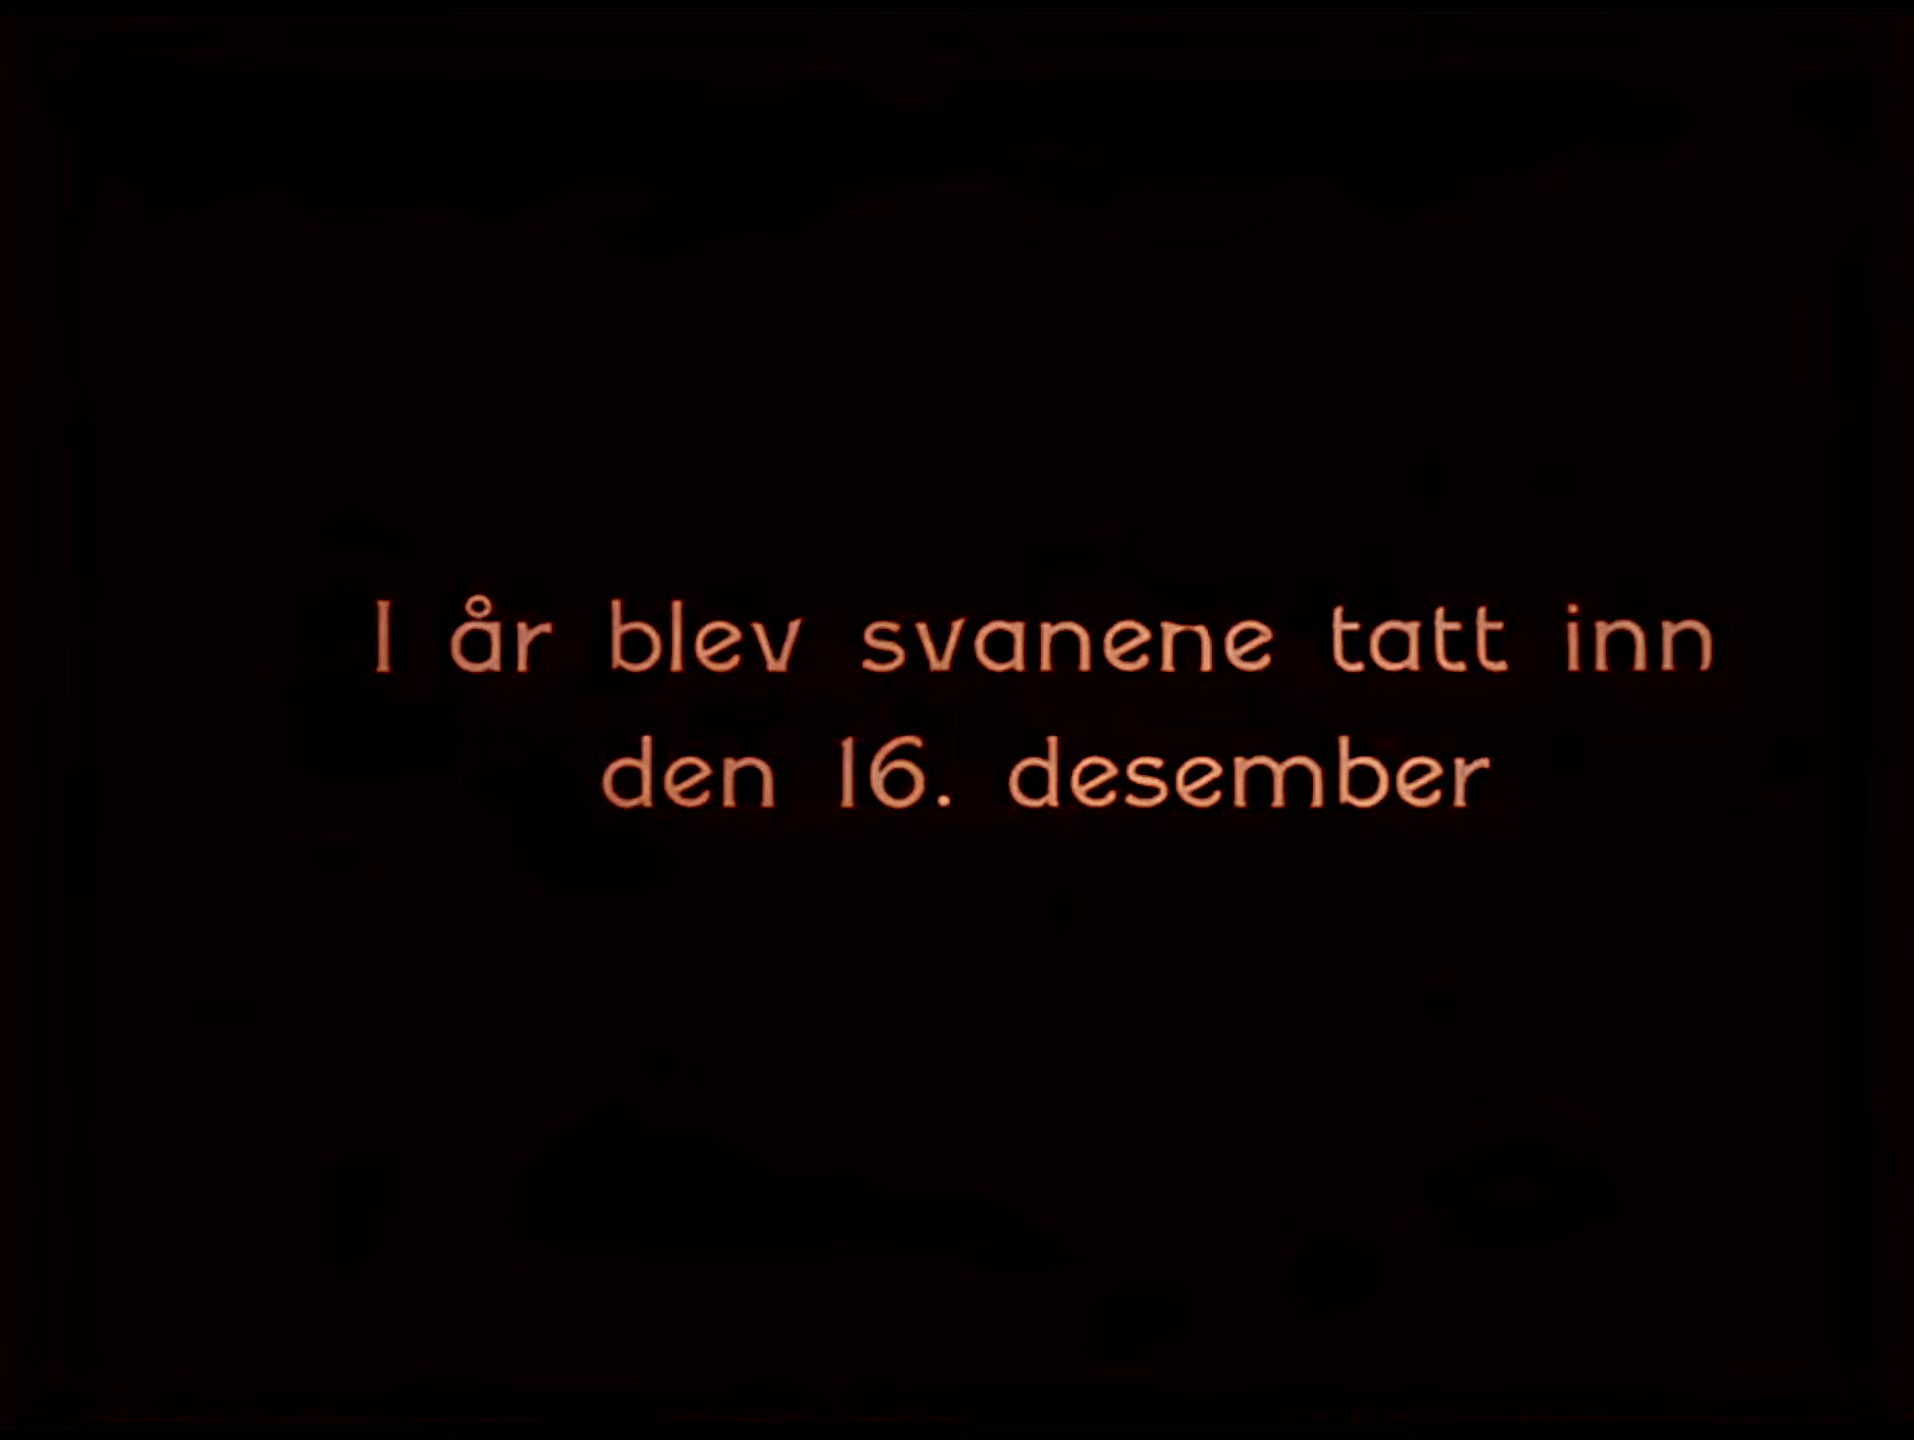 I år blev svanene tatt inn
den 16. desember